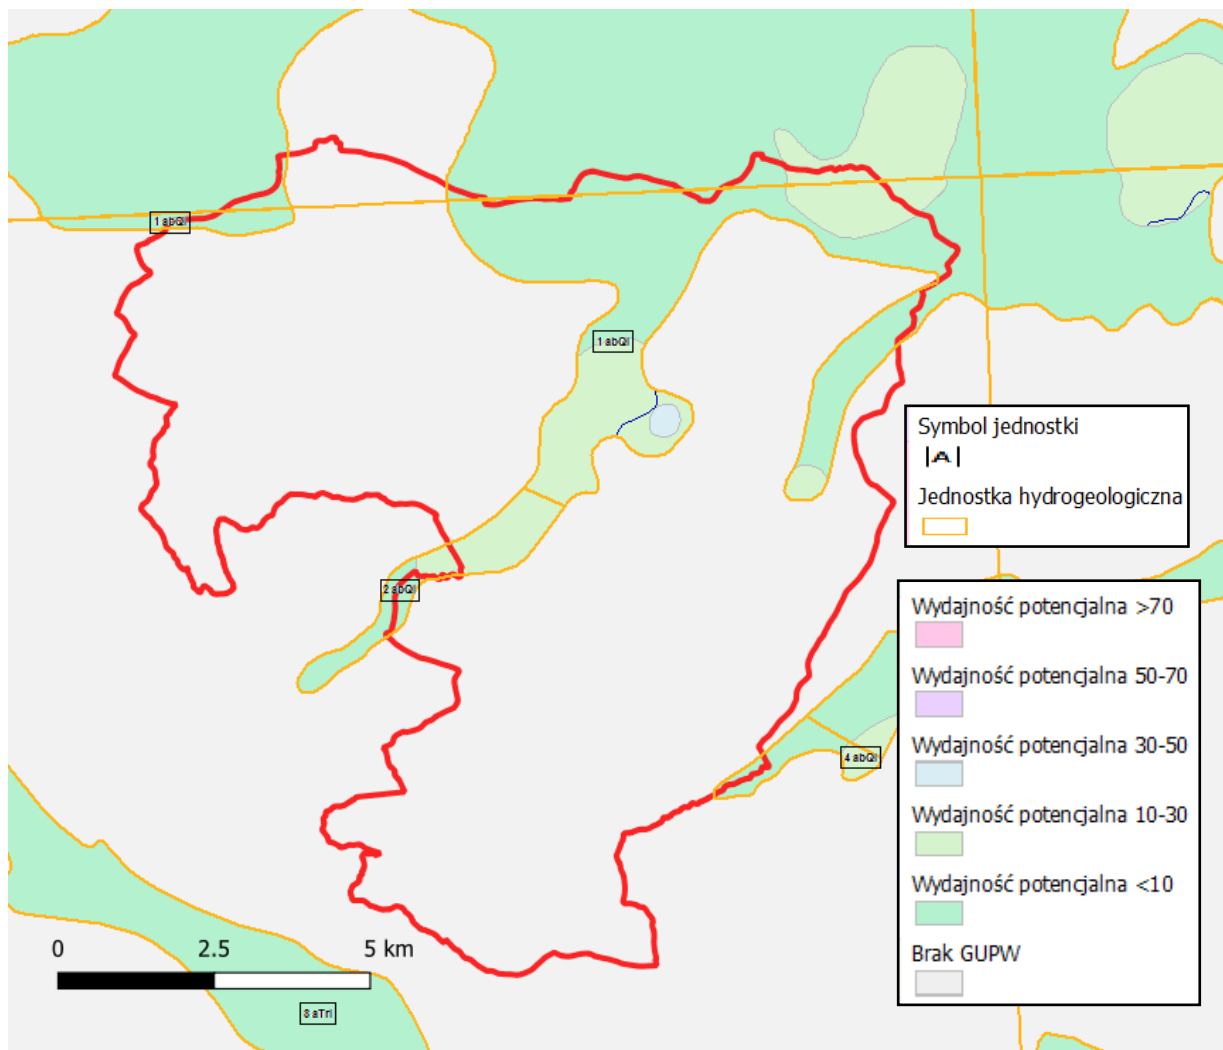 1 abQI
1 abQI
Symbol jednostki
|A|
Jednostka hydrogeologiczna
2 abQI
Wydajność potencjalna >70
Wydajność potencjalna 50-70
Wydajność potencjalna 30-50
4 abQI
Wydajność potencjalna 10-30
Wydajność potencjalna <10
Brak GUPW
0 2.5 5 km
8 aTrI